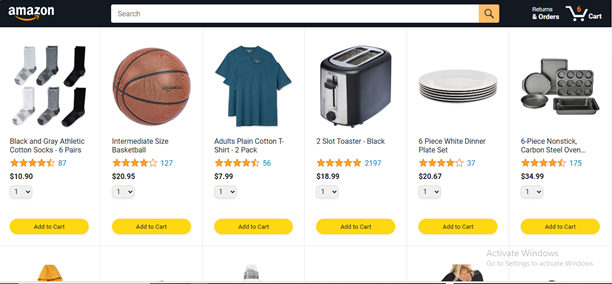 amazon
Search
Returns
& Orders
6
Cart
Black and Gray Athletic
Cotton Socks - 6 Pairs
87
$10.90
1
Add to Cart
Intermediate Size
Basketball
127
$20.95
1
Add to Cart
Adults Plain Cotton T-
Shirt - 2 Pack
56
$7.99
1
Add to Cart
2 Slot Toaster - Black
2197
$18.99
1
Add to Cart
6 Piece White Dinner
Plate Set
37
$20.67
1
Add to Cart
6-Piece Nonstick,
Carbon Steel Oven...
175
$34.99
1
Add to Cart
Activate Windows
Go to Settings to activate Windows.